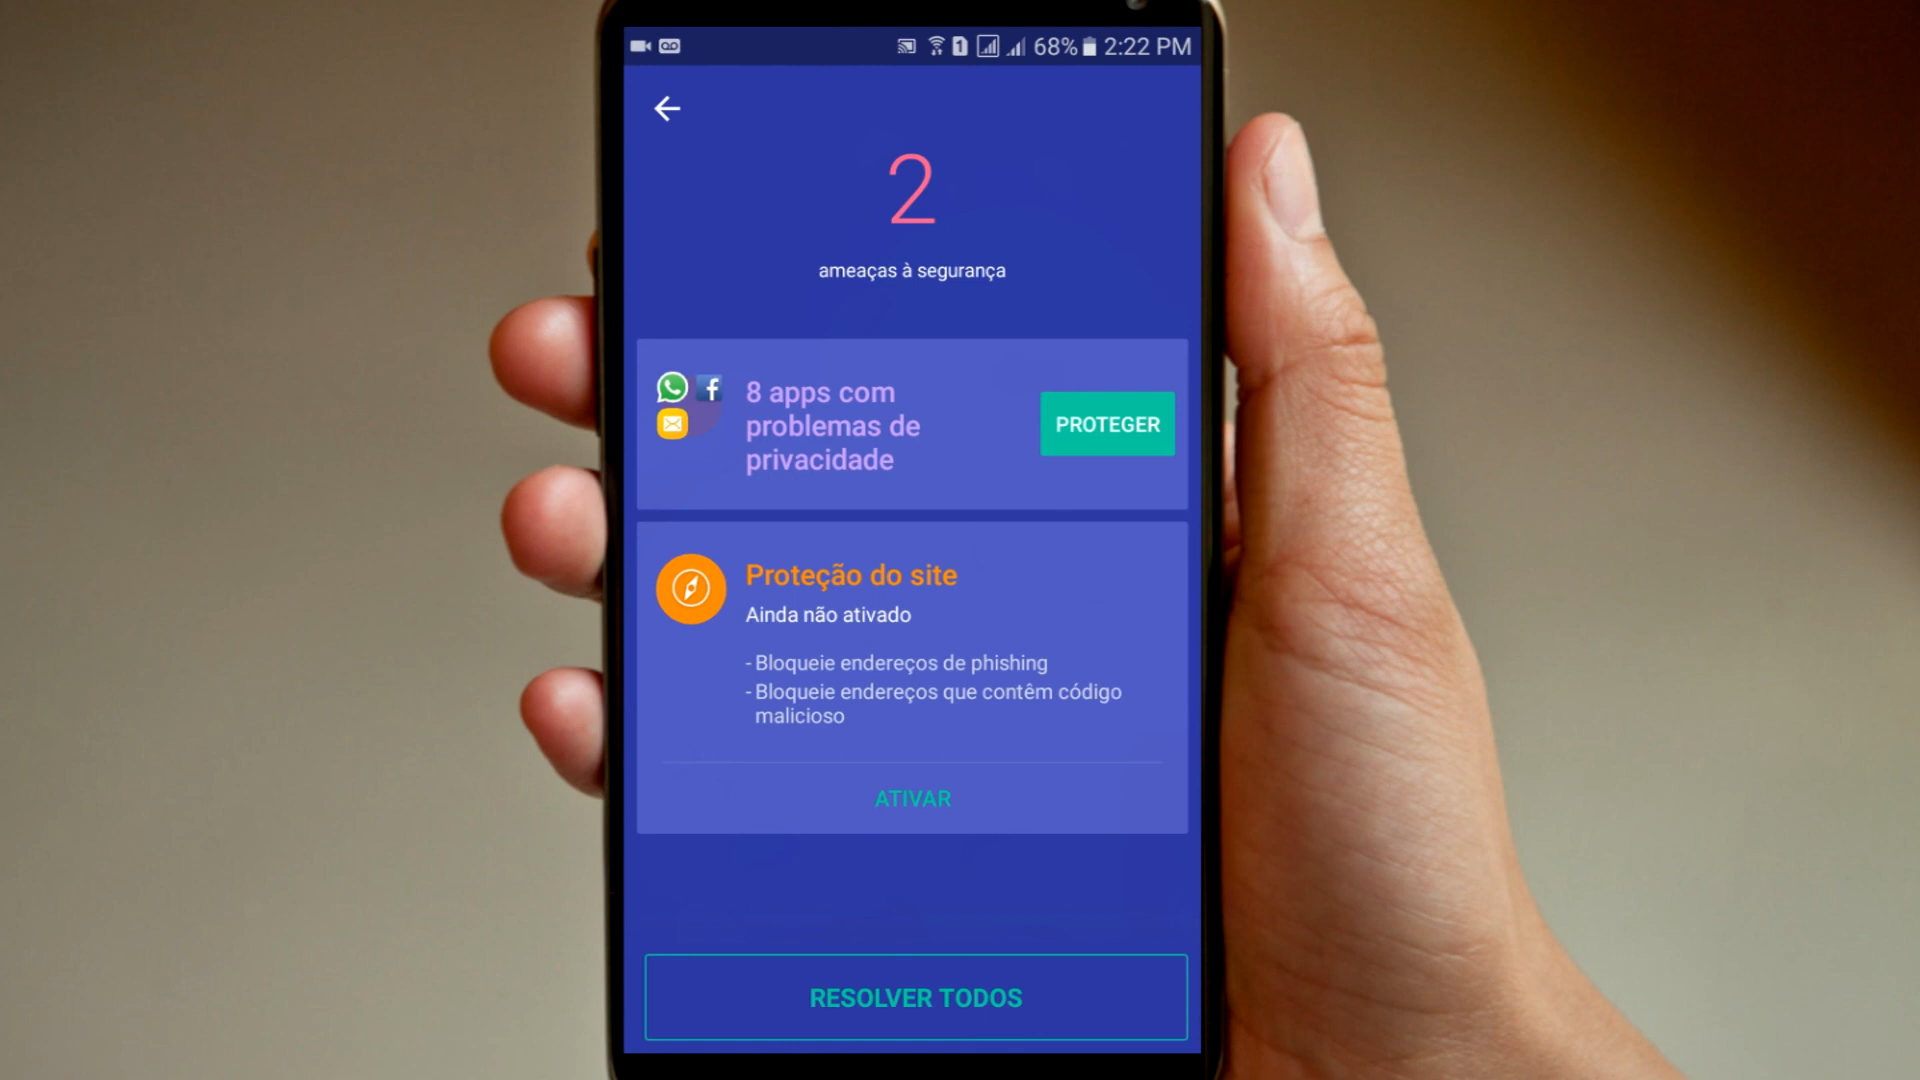 68% 2:22 PM
2
ameaças à segurança
8 apps com
problemas de
privacidade
PROTEGER
Proteção do site
Ainda não ativado
- Bloqueie endereços de phishing
- Bloqueie endereços que contêm código
malicioso
ATIVAR
RESOLVER TODOS